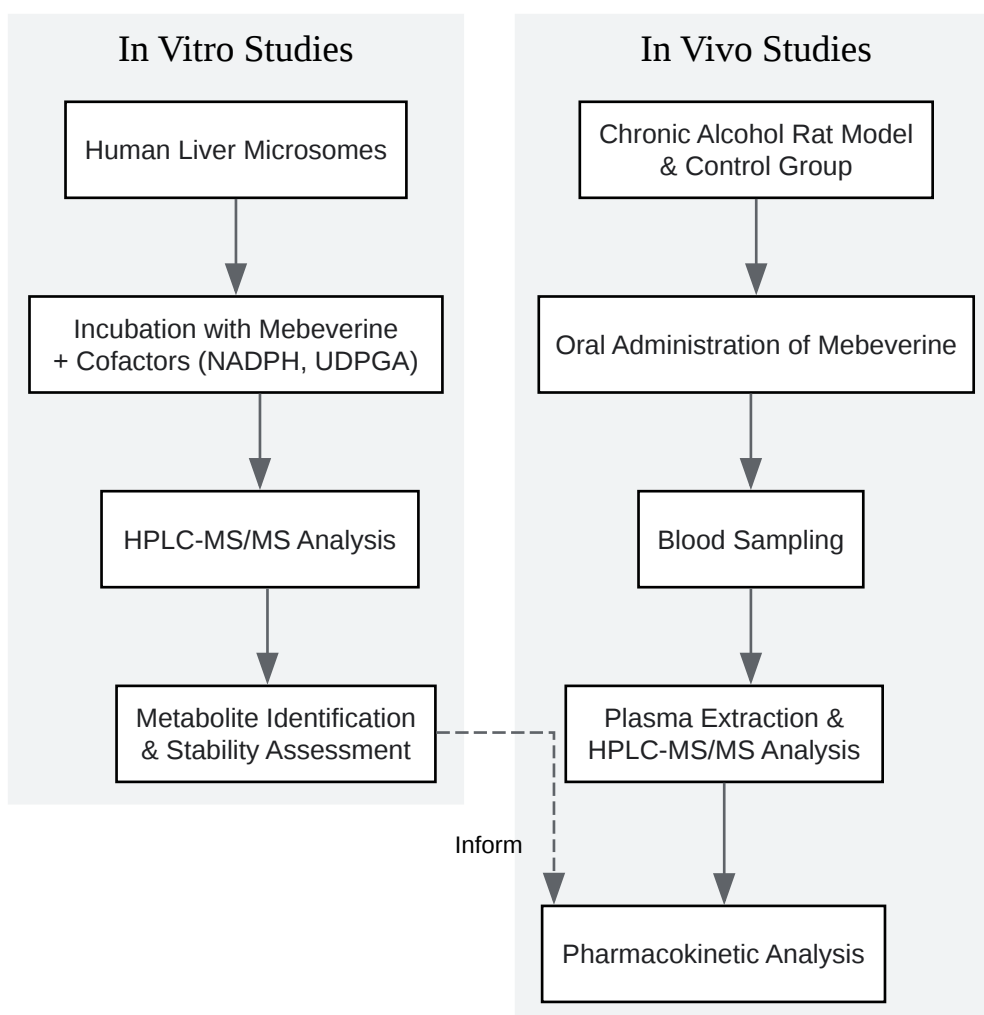 In Vitro Studies
Human Liver Microsomes
Incubation with Mebeverine
+ Cofactors (NADPH, UDPGA)
HPLC-MS/MS Analysis
Metabolite Identification
& Stability Assessment
Inform
In Vivo Studies
Chronic Alcohol Rat Model
& Control Group
Oral Administration of Mebeverine
Blood Sampling
Plasma Extraction &
HPLC-MS/MS Analysis
Pharmacokinetic Analysis